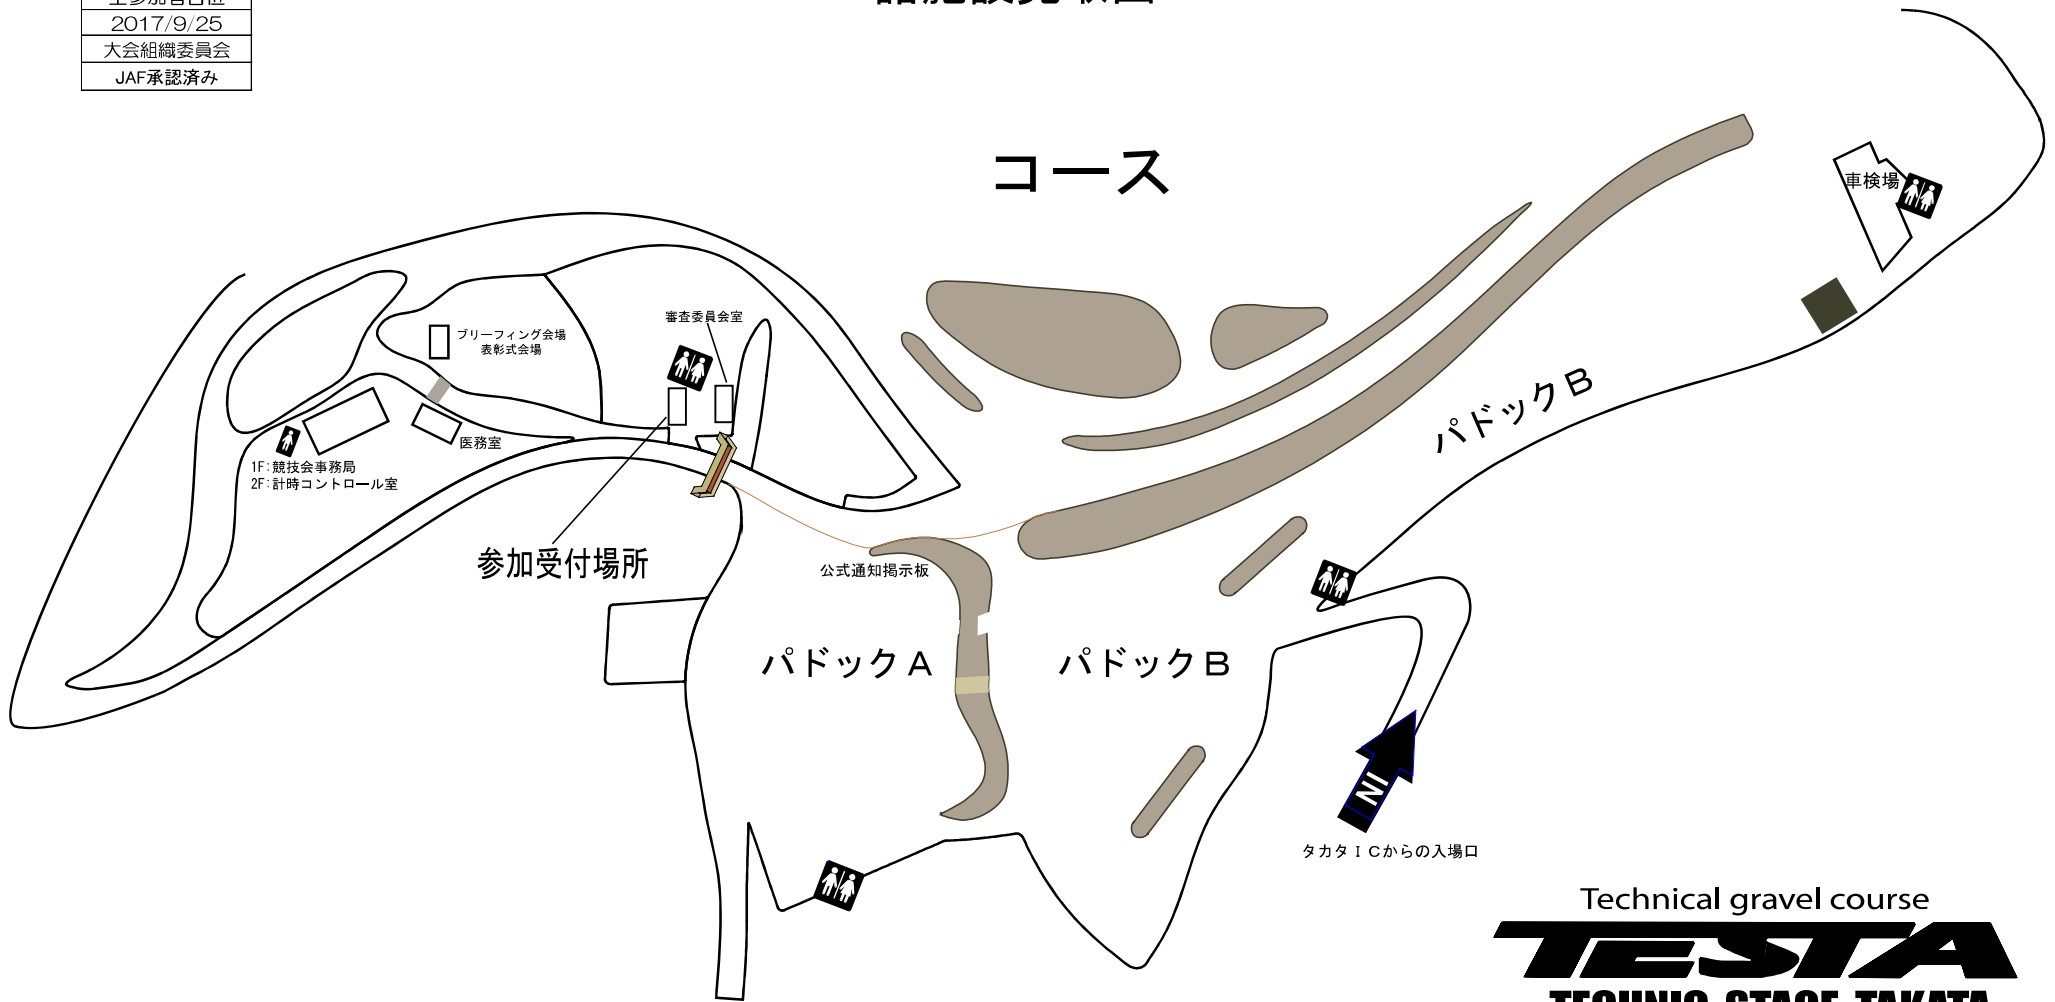 2017/9/25
大会組織委員会
JAF承認済み
コース
車検場
審査委員会室
ブリーフィング会場
表彰式会場
パドックB
医務室
1F:競技会事務局
2F:計時コントロール室
参加受付場所
公式通知掲示板
パドックA
パドックB
IN
タカタICからの入場口
Technical gravel course
TESTA
TECHNIC STAGE TAKATA